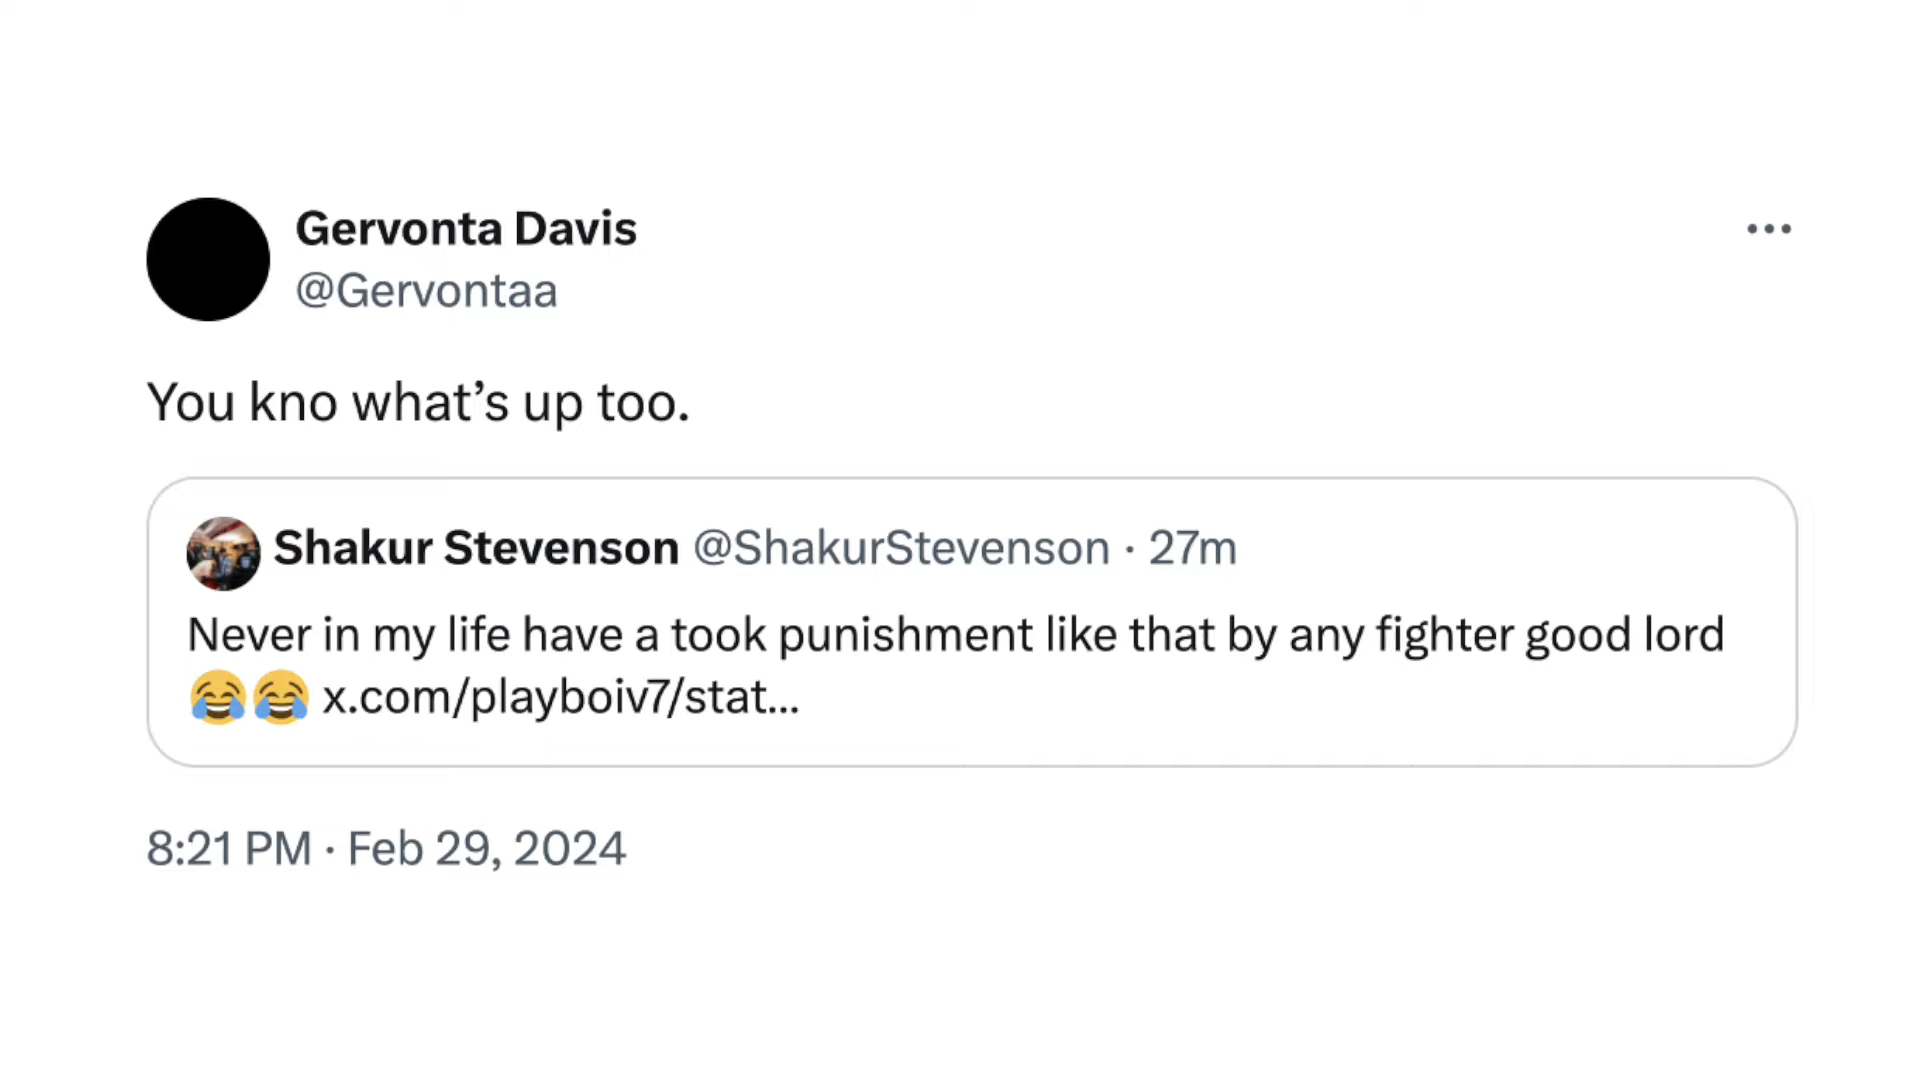 Gervonta Davis
@Gervontaa
You kno what’s up too.
Shakur Stevenson @ShakurStevenson · 27m
Never in my life have a took punishment like that by any fighter good lord
😂😂 x.com/playboiv7/stat...
8:21 PM · Feb 29, 2024